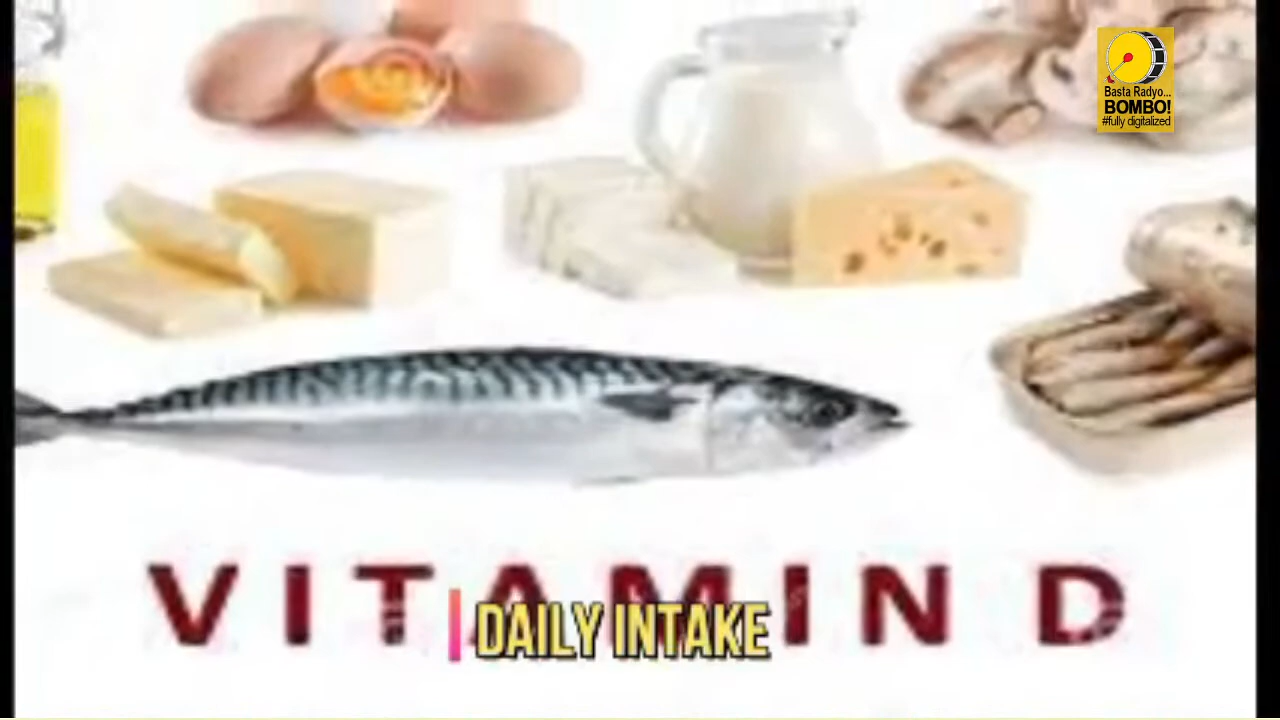 Basta Radyo...
BOMBO!
#fully digitalized
VITAMIN D
DAILY INTAKE